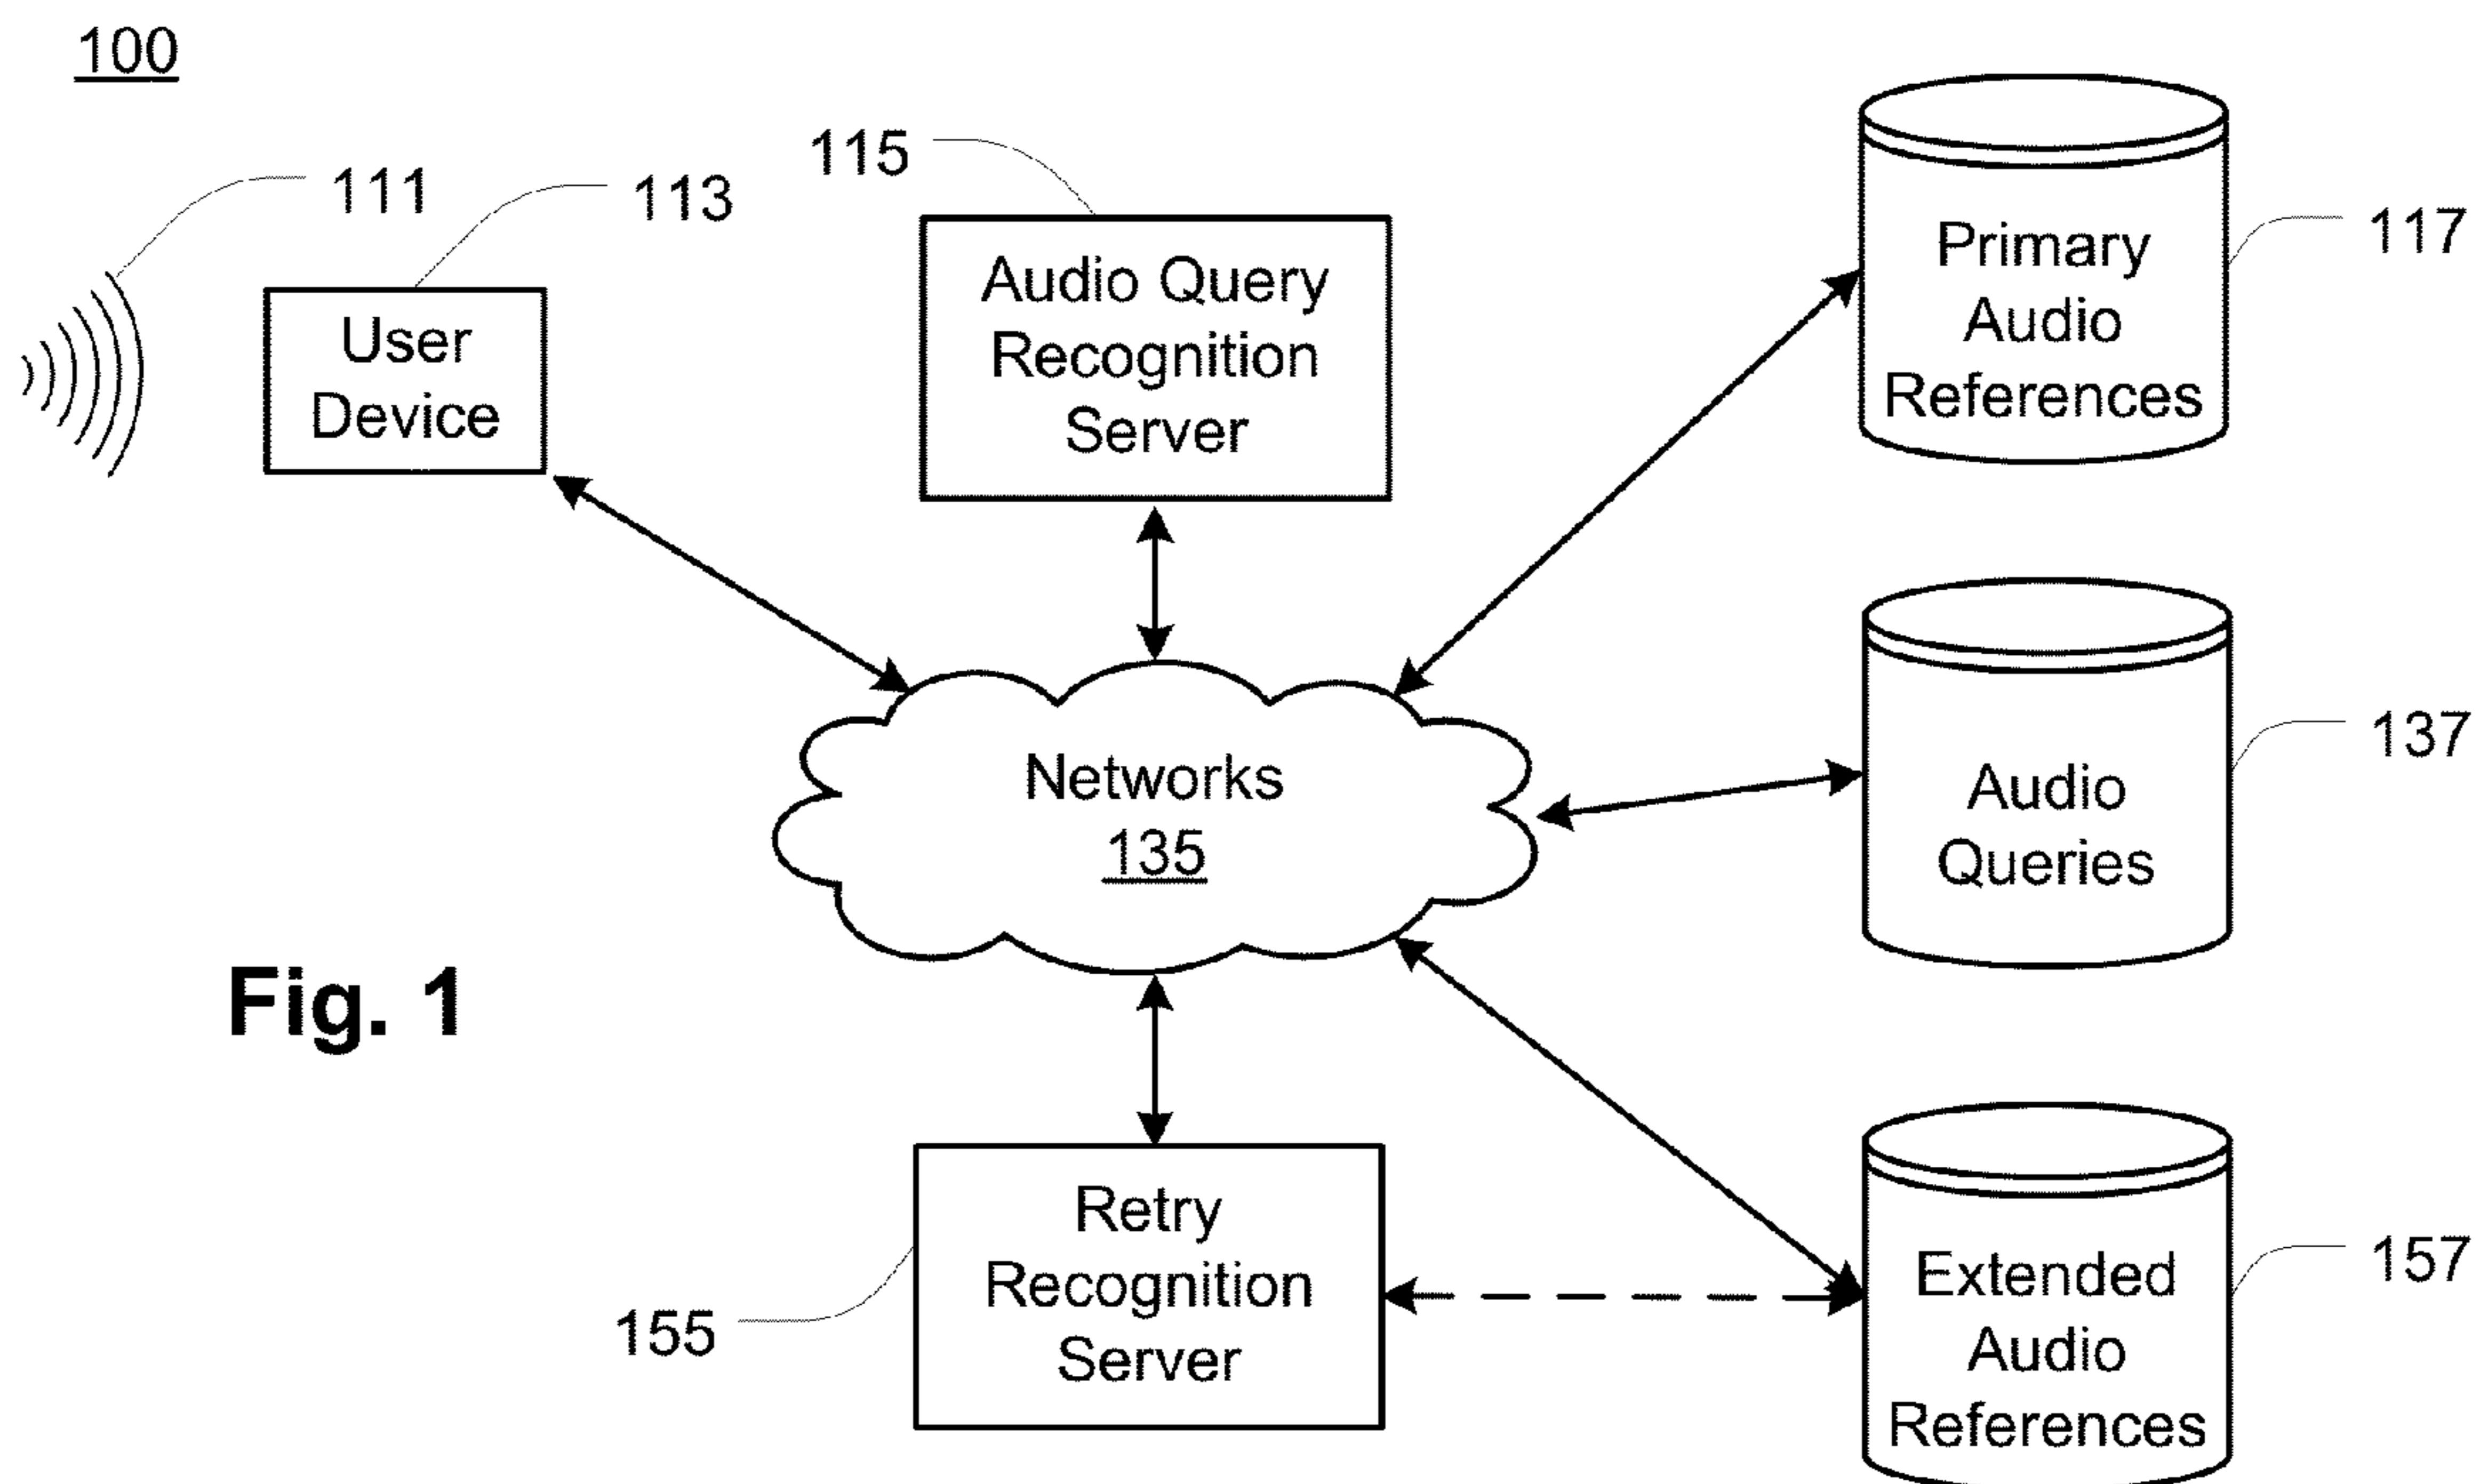 100
111
113
115
117
User
Device
Audio Query
Recognition
Server
Primary
Audio
References
Networks
135
137
Audio
Queries
Fig. 1
155
Retry
Recognition
Server
157
Extended
Audio
References